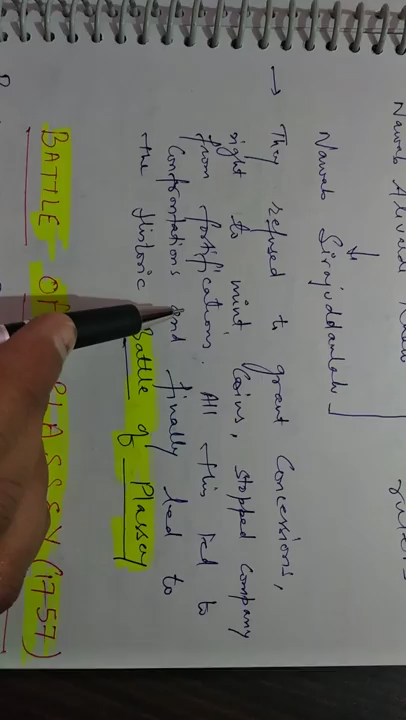 Nawab Alivardi Khan
↓
Nawab Sirajuddaulah
→ They refused to grant Concessions,
right to mint Coins, stopped Company
from fortifications. All this led to
Confrontations and finally led to
the historic Battle of Plassey
BATTLE OF PLASSEY (1757)